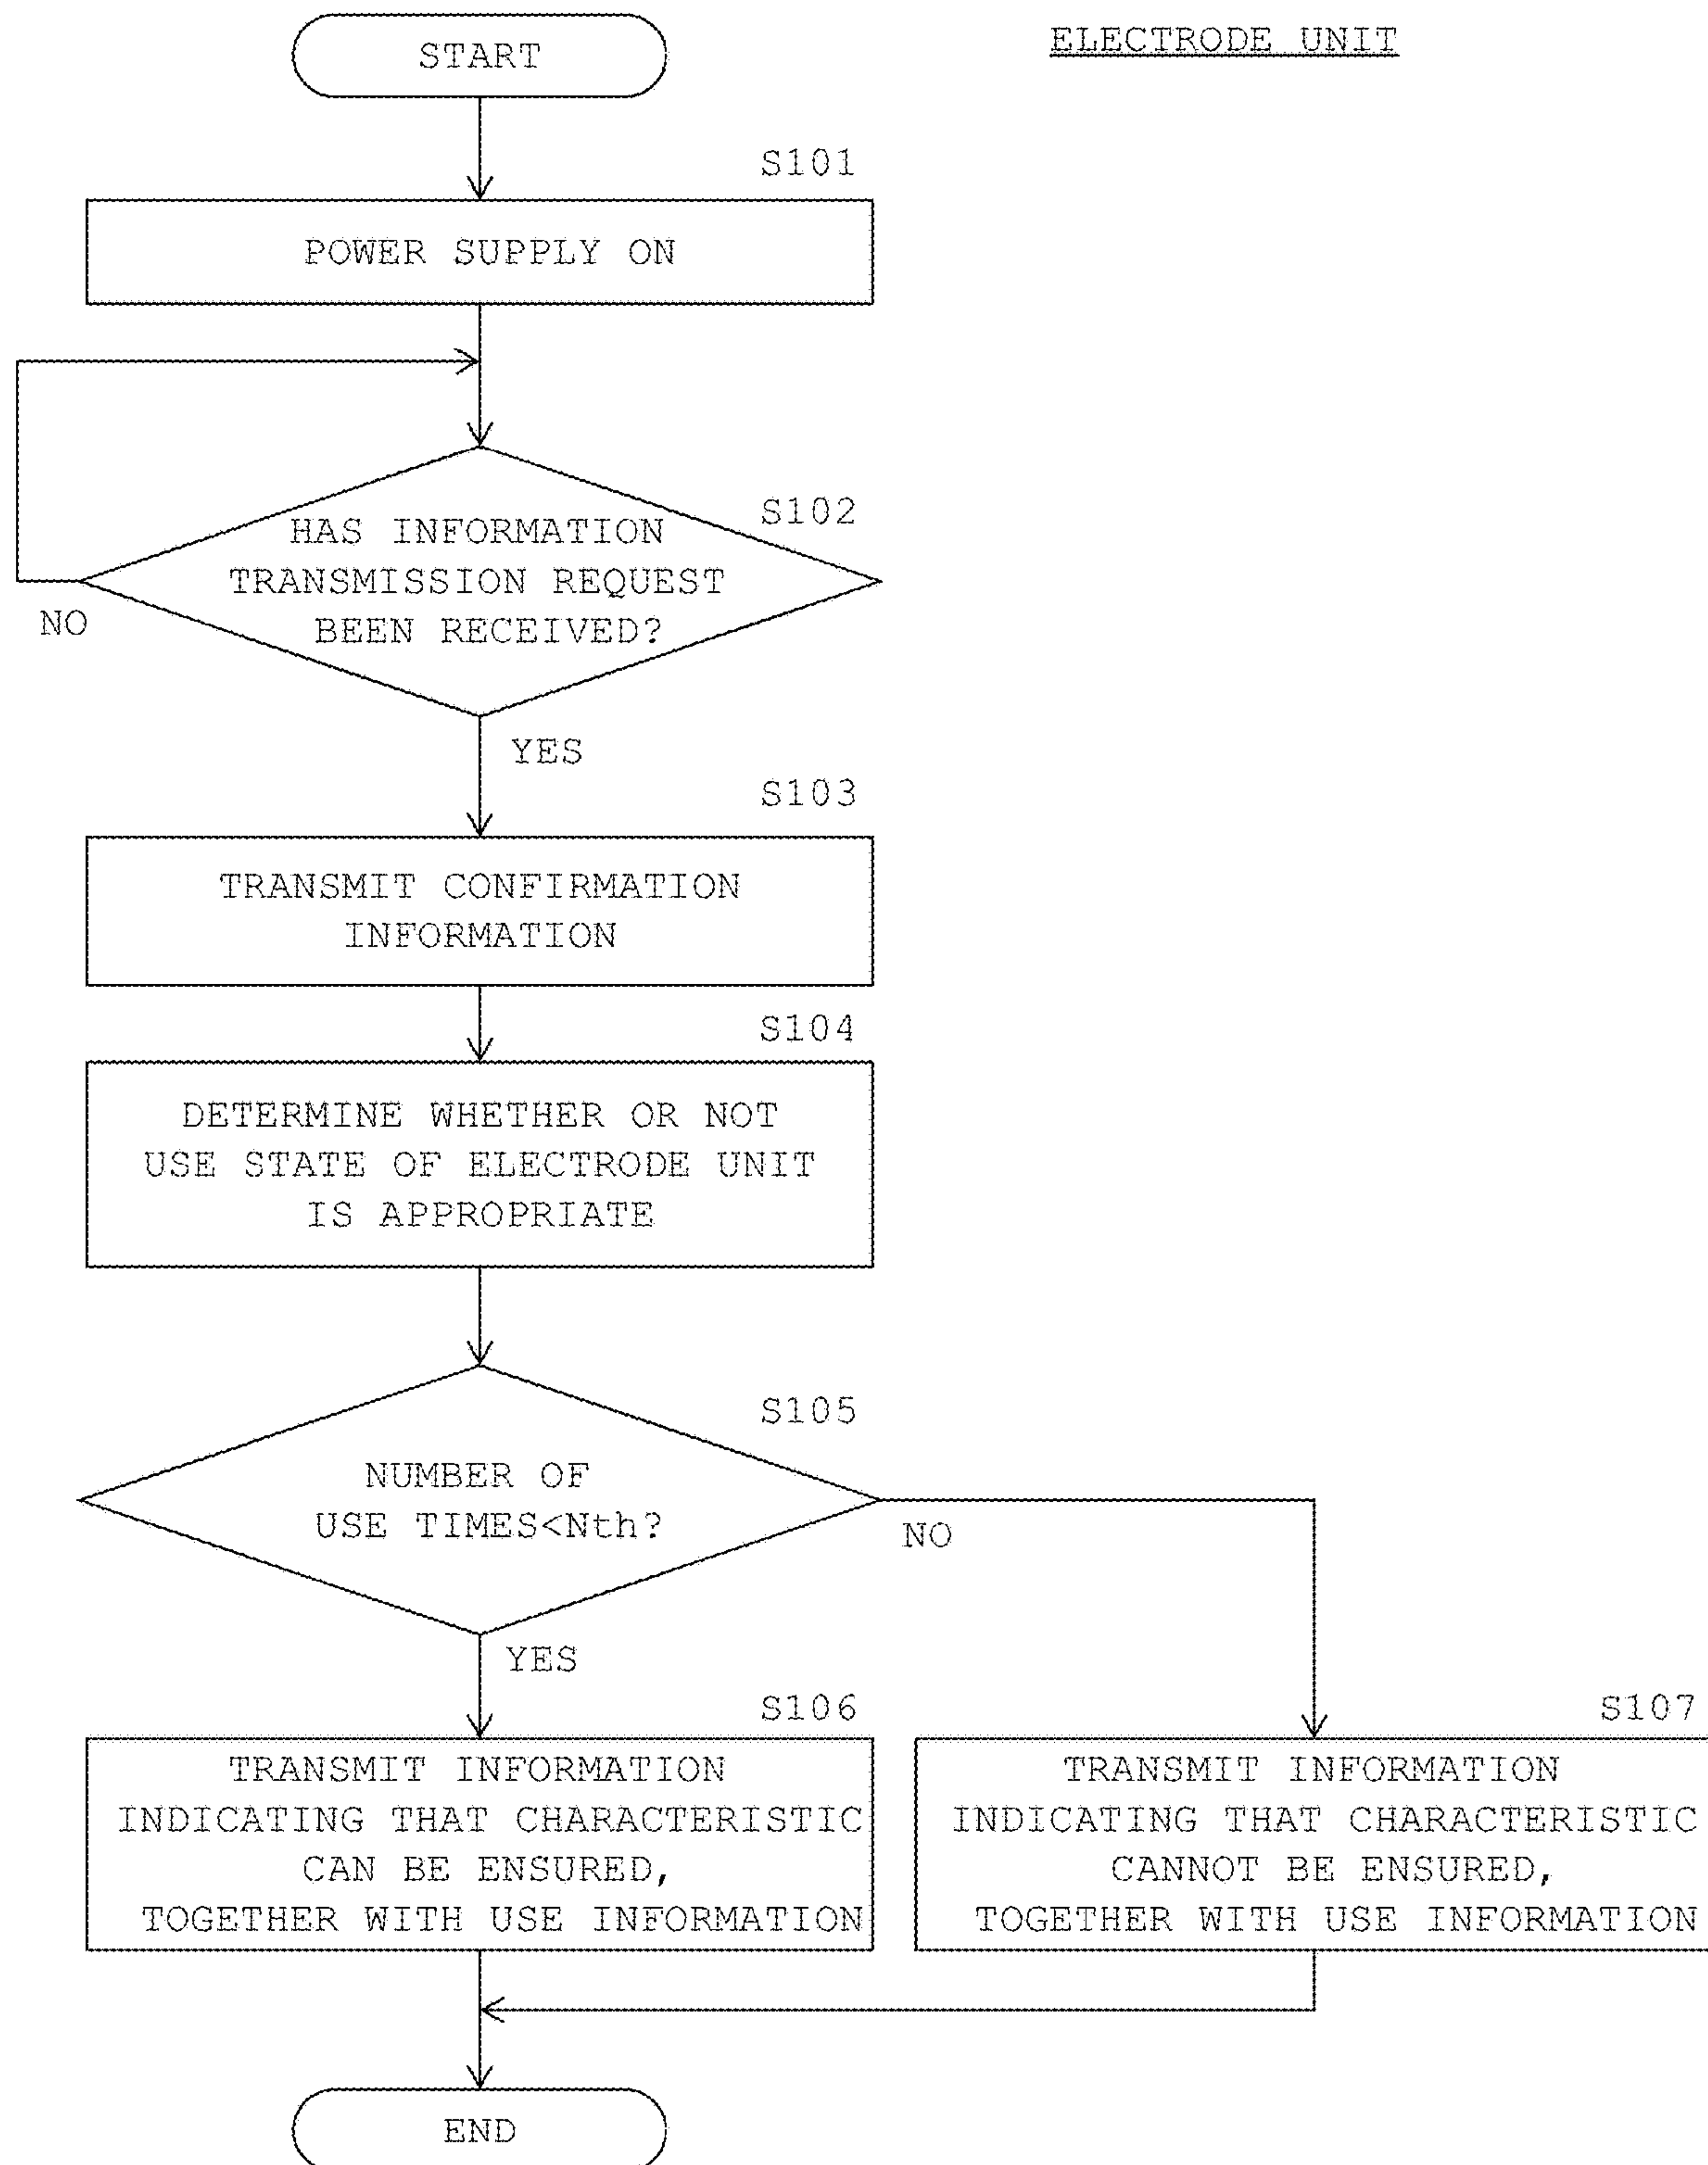 START
ELECTRODE UNIT
S101
POWER SUPPLY ON
S102
HAS INFORMATION
TRANSMISSION REQUEST
BEEN RECEIVED?
NO
YES
S103
TRANSMIT CONFIRMATION
INFORMATION
S104
DETERMINE WHETHER OR NOT
USE STATE OF ELECTRODE UNIT
IS APPROPRIATE
S105
NUMBER OF
USE TIMES<Nth?
NO
YES
S106
TRANSMIT INFORMATION
INDICATING THAT CHARACTERISTIC
CAN BE ENSURED,
TOGETHER WITH USE INFORMATION
S107
TRANSMIT INFORMATION
INDICATING THAT CHARACTERISTIC
CANNOT BE ENSURED,
TOGETHER WITH USE INFORMATION
END